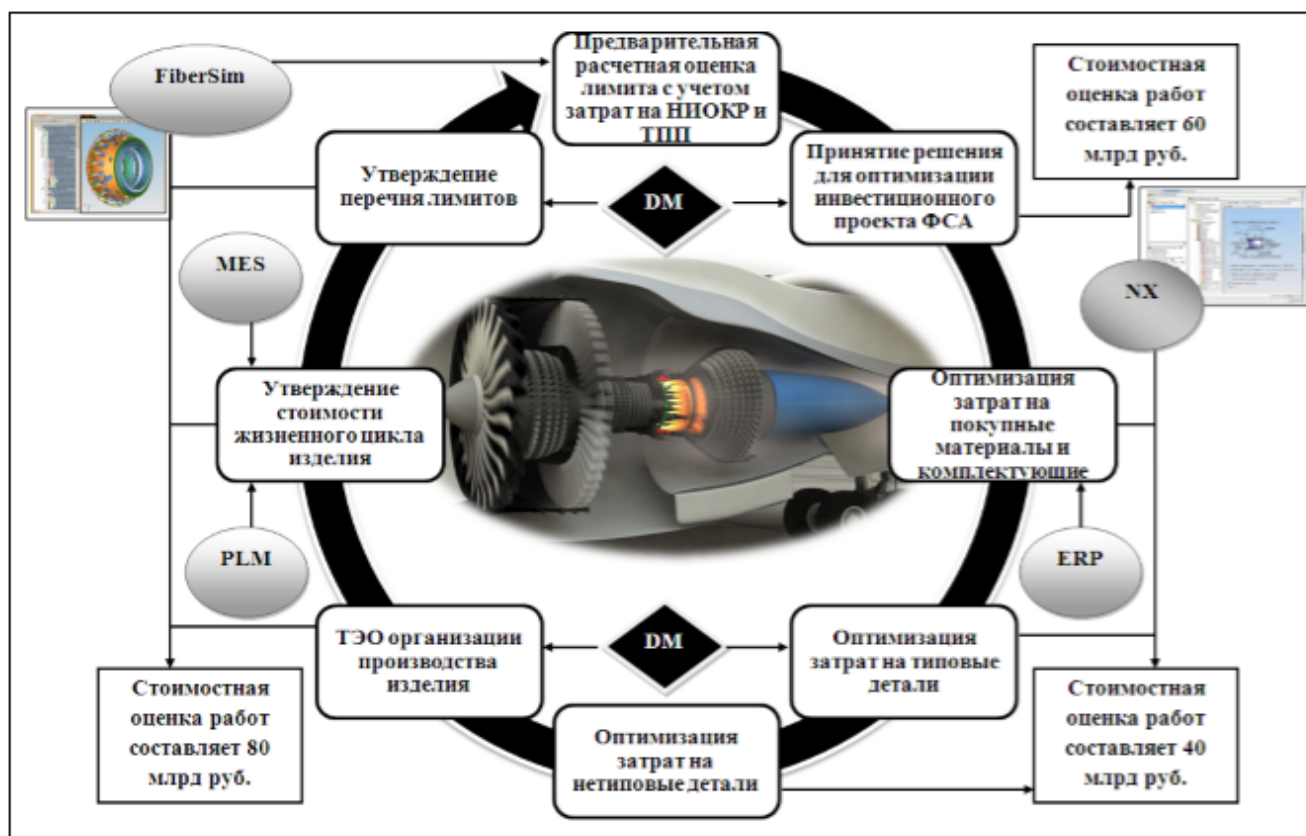 FiberSim
Предварительная
расчетная оценка
лимита с учетом
затрат на НИОКР и
ТПП
Стоимостная
оценка работ
составляет 60
млрд руб.
Утверждение
перечня лимитов
DM
Принятие решения
для оптимизации
инвестиционного
проекта ФСА
MES
NX
Утверждение
стоимости
жизненного цикла
изделия
Оптимизация
затрат на
покупные
материалы и
комплектующие
PLM
ERP
ТЭО организации
производства
изделия
DM
Оптимизация
затрат на типовые
детали
Стоимостная
оценка работ
составляет 80
млрд руб.
Оптимизация
затрат на
нетиповые детали
Стоимостная
оценка работ
составляет 40
млрд руб.